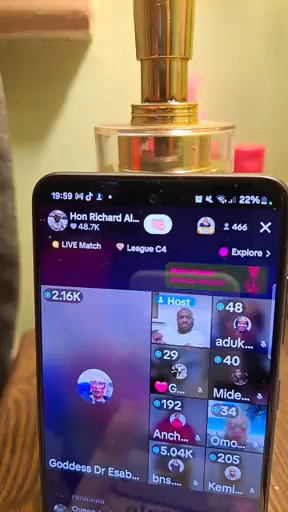 19:59 22%
Hon Richard Al...
48.7K
466
LIVE Match
League C4
Explore >
2.16K
Host
48
aduk...
29
G...
40
Mide...
192
Anch...
34
Omo...
5.04K
bns....
205
Kemi...
Goddess Dr Esab...